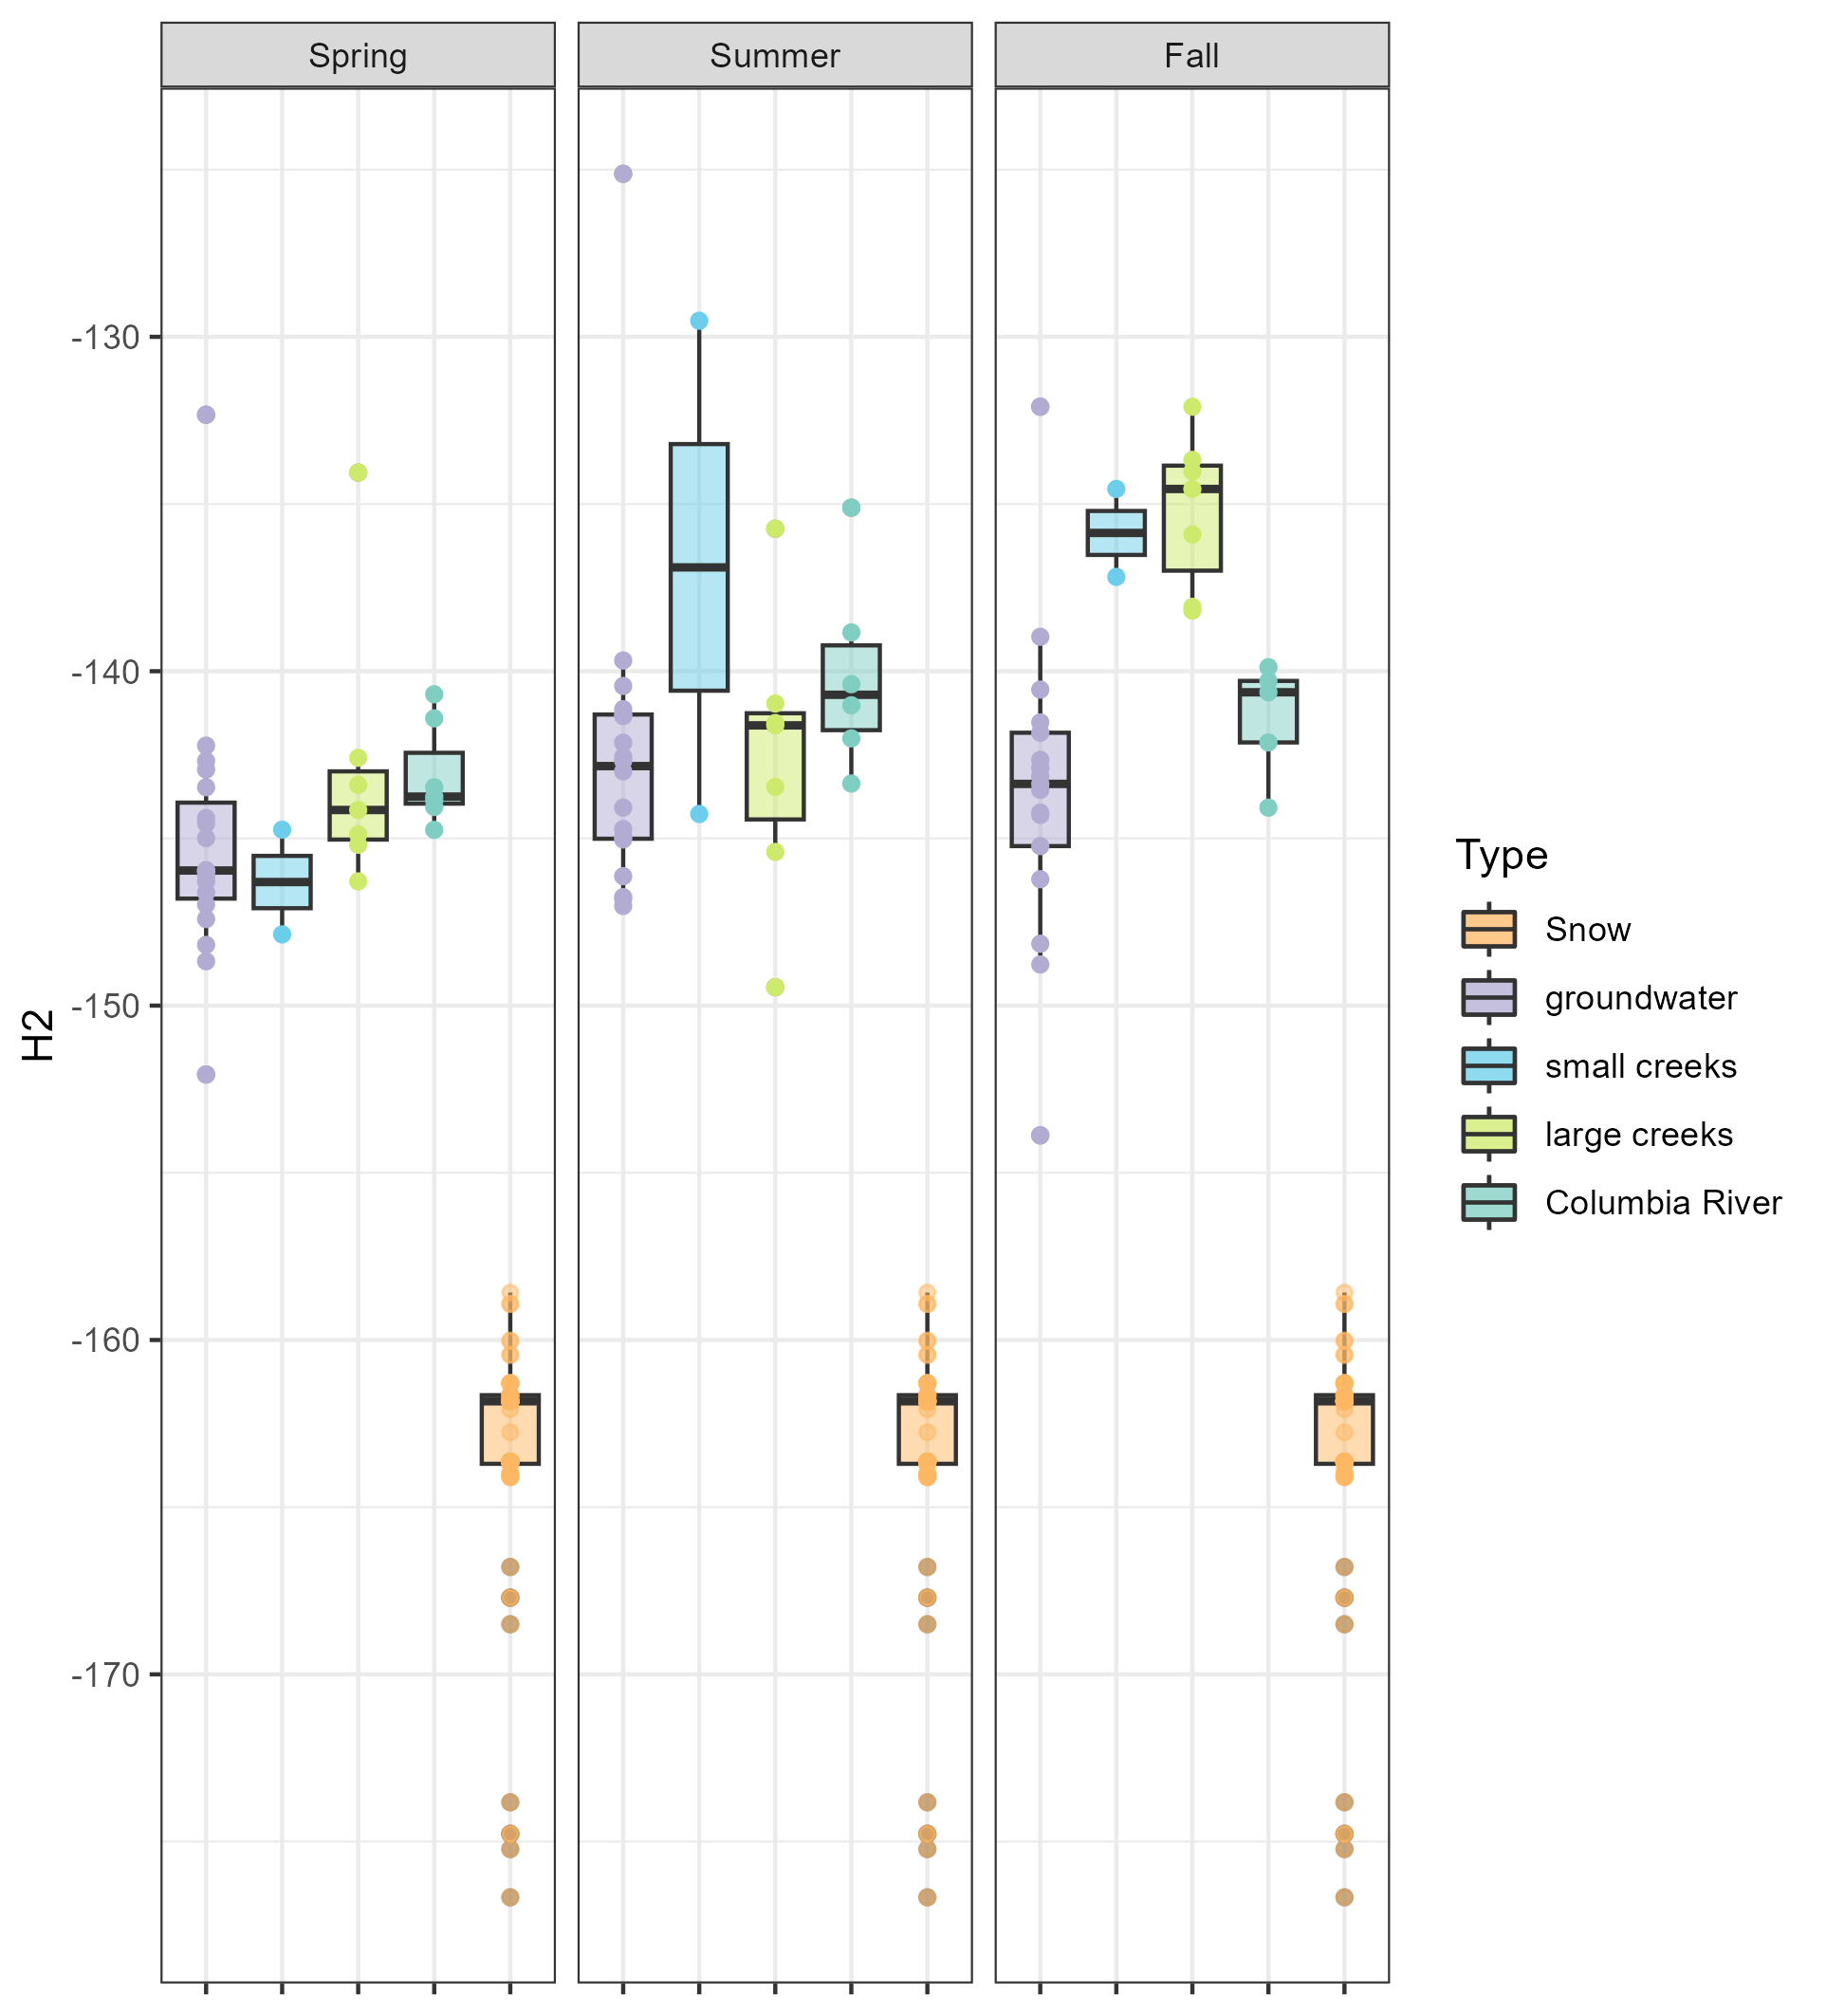 Spring
Summer
Fall
-130
-140
-150
-160
-170
H2
Type
Snow
groundwater
small creeks
large creeks
Columbia River